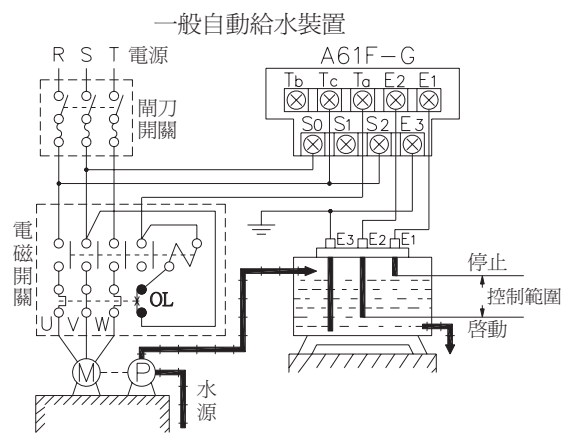 一般自動給水裝置
R S T 電源
A61F-G
Tb Tc Ta E2 E1
S0 S1 S2 E3
閘刀
開關
電磁開關
E3 E2 E1
停止
控制範圍
啓動
OL
U V W
M P
水源